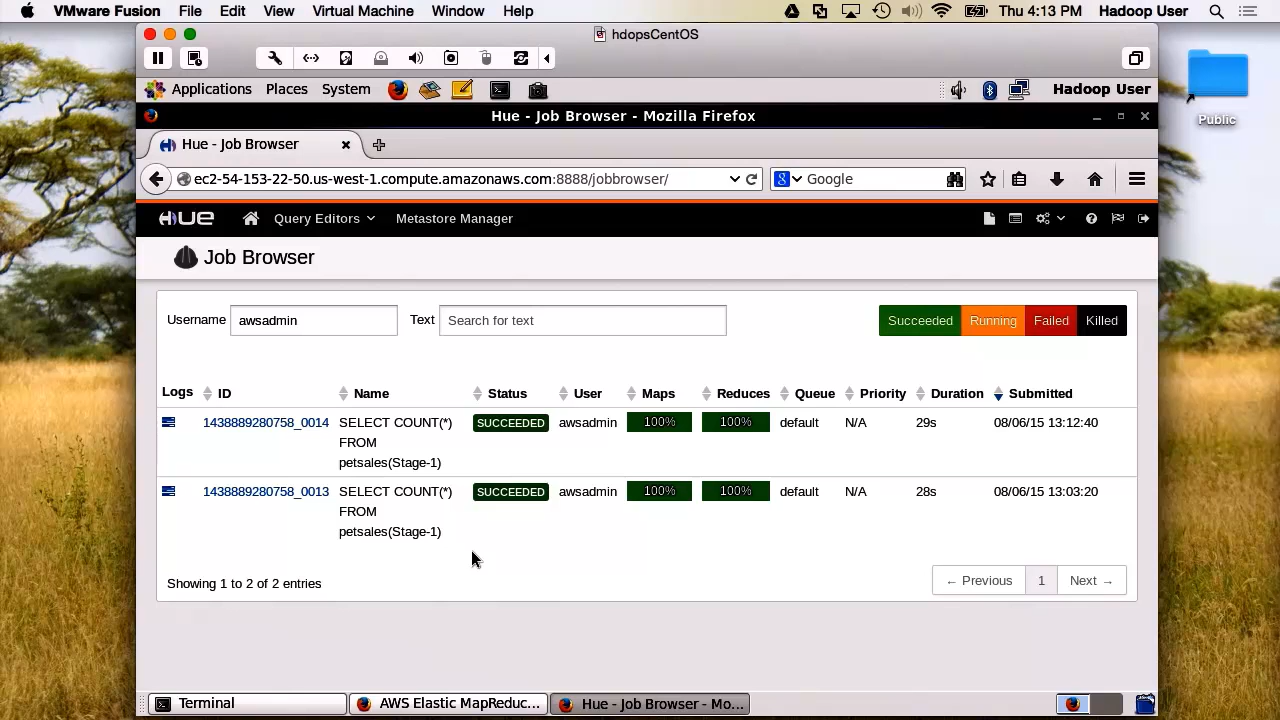 VMware Fusion File Edit View Virtual Machine Window Help Thu 4:13 PM Hadoop User
hdopsCentOS
Public
Applications Places System Hadoop User
Hue - Job Browser - Mozilla Firefox
Hue - Job Browser
ec2-54-153-22-50.us-west-1.compute.amazonaws.com:8888/jobbrowser/ Google
HUE Query Editors Metastore Manager
Job Browser
Username awsadmin Text Search for text Succeeded Running Failed Killed
Logs ID Name Status User Maps Reduces Queue Priority Duration Submitted
1438889280758_0014 SELECT COUNT(*) SUCCEEDED awsadmin 100% 100% default N/A 29s 08/06/15 13:12:40
FROM
petsales(Stage-1)
1438889280758_0013 SELECT COUNT(*) SUCCEEDED awsadmin 100% 100% default N/A 28s 08/06/15 13:03:20
FROM
petsales(Stage-1)
Showing 1 to 2 of 2 entries ← Previous 1 Next →
Terminal AWS Elastic MapReduc... Hue - Job Browser - Mo...